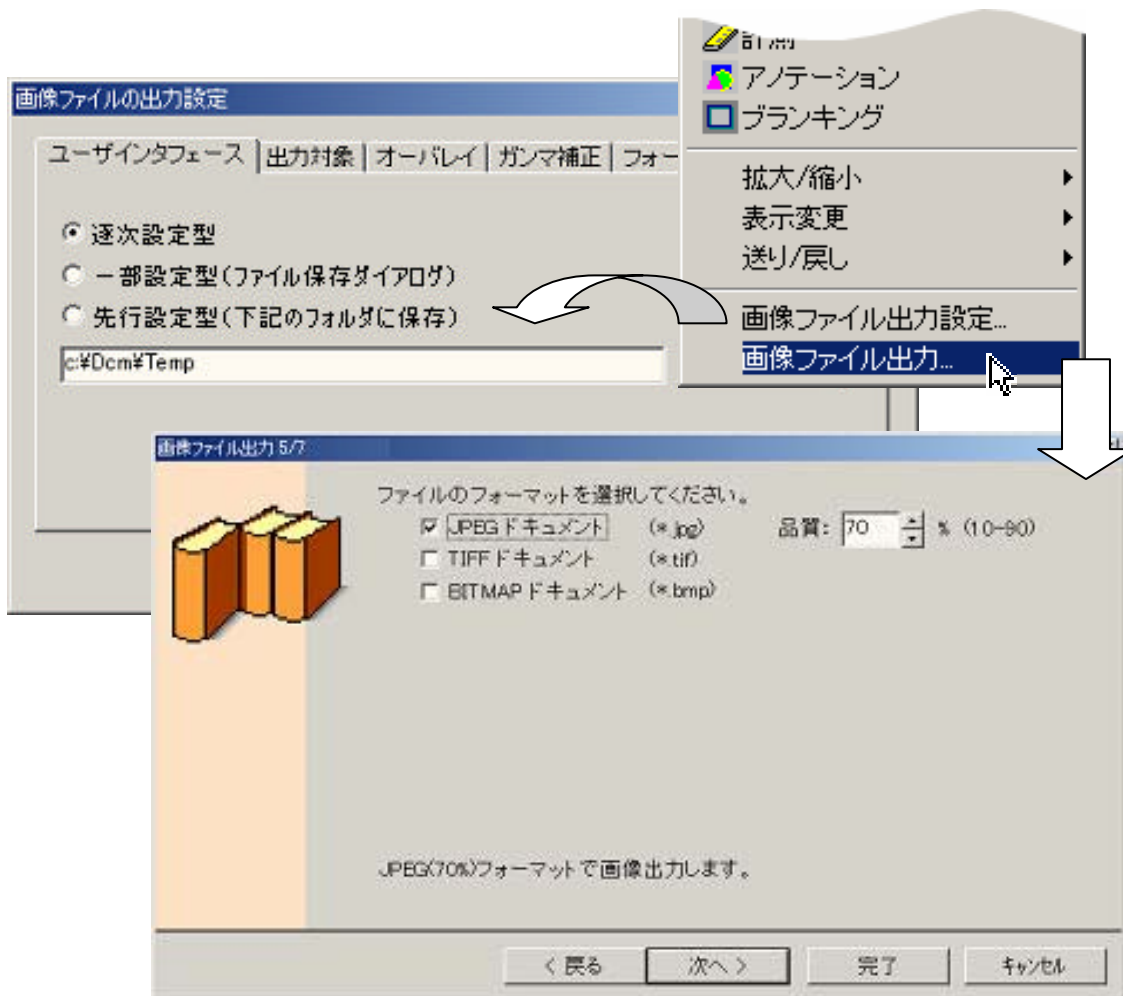 計測
アノテーション
ブランキング
拡大/縮小
表示変更
送り/戻し
画像ファイル出力設定...
画像ファイル出力...
画像ファイルの出力設定
ユーザインタフェース 出力対象 オーバレイ ガンマ補正 フォー
逐次設定型
一部設定型(ファイル保存ダイアログ)
先行設定型(下記のフォルダに保存)
c:¥Dcm¥Temp
画像ファイル出力 5/7
ファイルのフォーマットを選択してください。
JPEG ドキュメント (*.jpg) 品質: 70 % (10-90)
TIFF ドキュメント (*.tif)
BITMAP ドキュメント (*.bmp)
JPEG(70%)フォーマットで画像出力します。
< 戻る 次へ > 完了 キャンセル